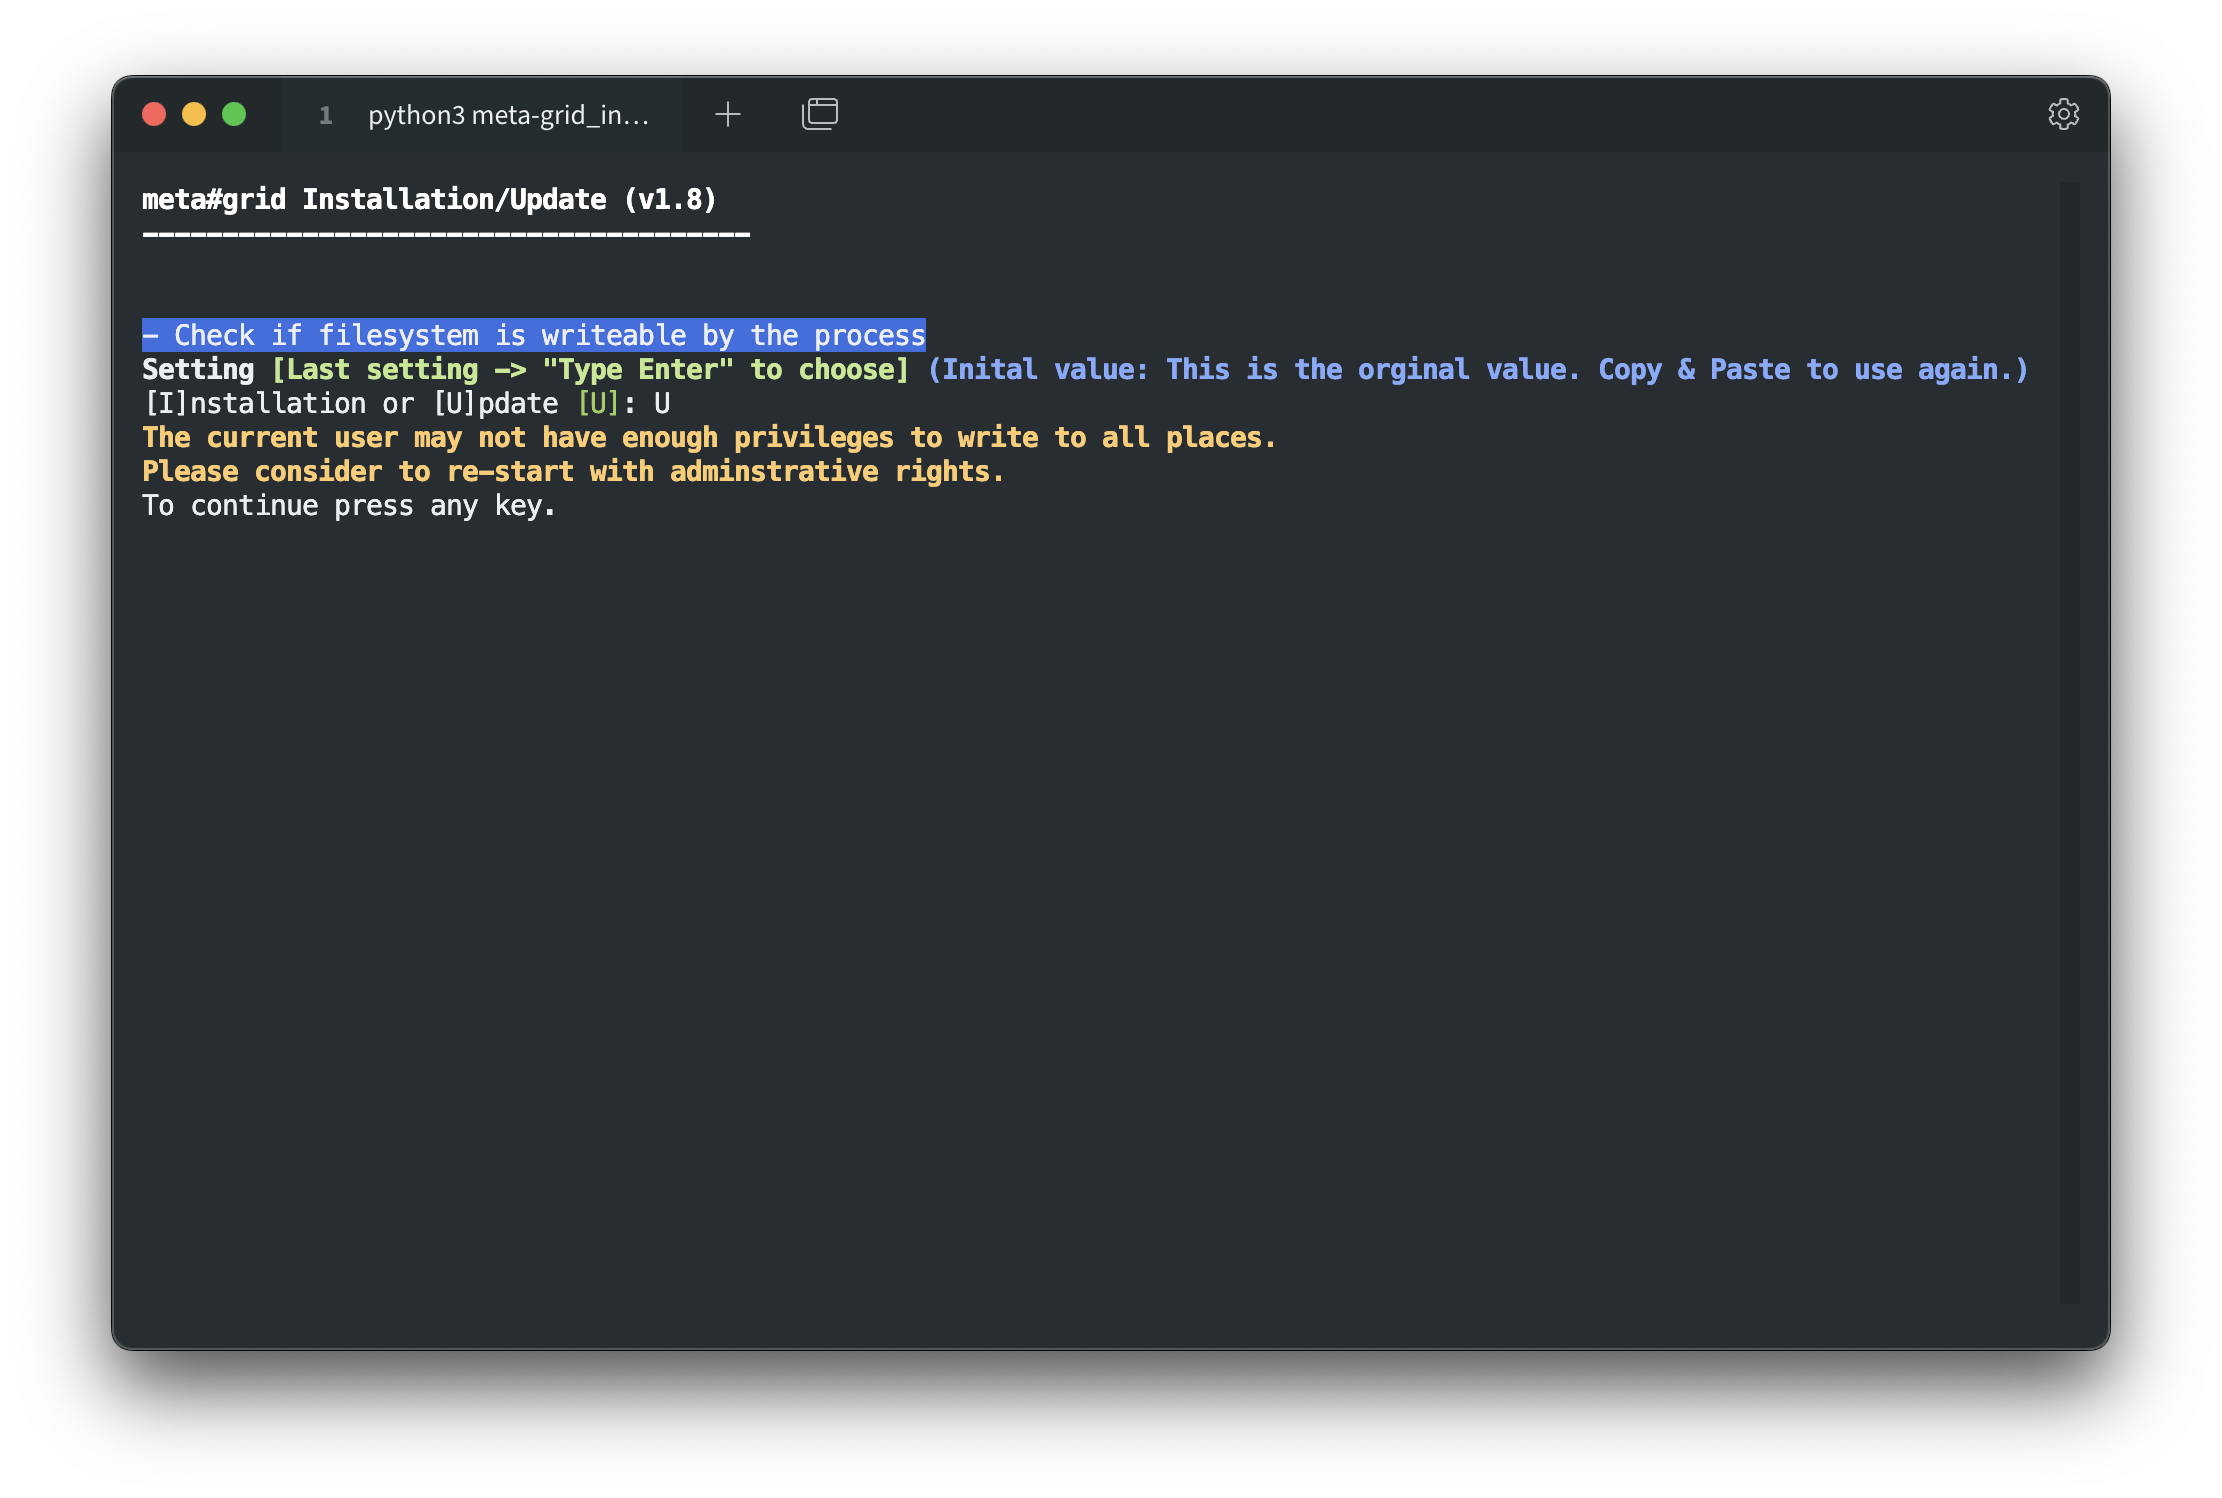 1 python3 meta-grid_in...
meta#grid Installation/Update (v1.8)
--------------------------------------
- Check if filesystem is writeable by the process
Setting [Last setting -> "Type Enter" to choose] (Inital value: This is the orginal value. Copy & Paste to use again.)
[I]nstallation or [U]pdate [U]: U
The current user may not have enough privileges to write to all places.
Please consider to re-start with adminstrative rights.
To continue press any key.